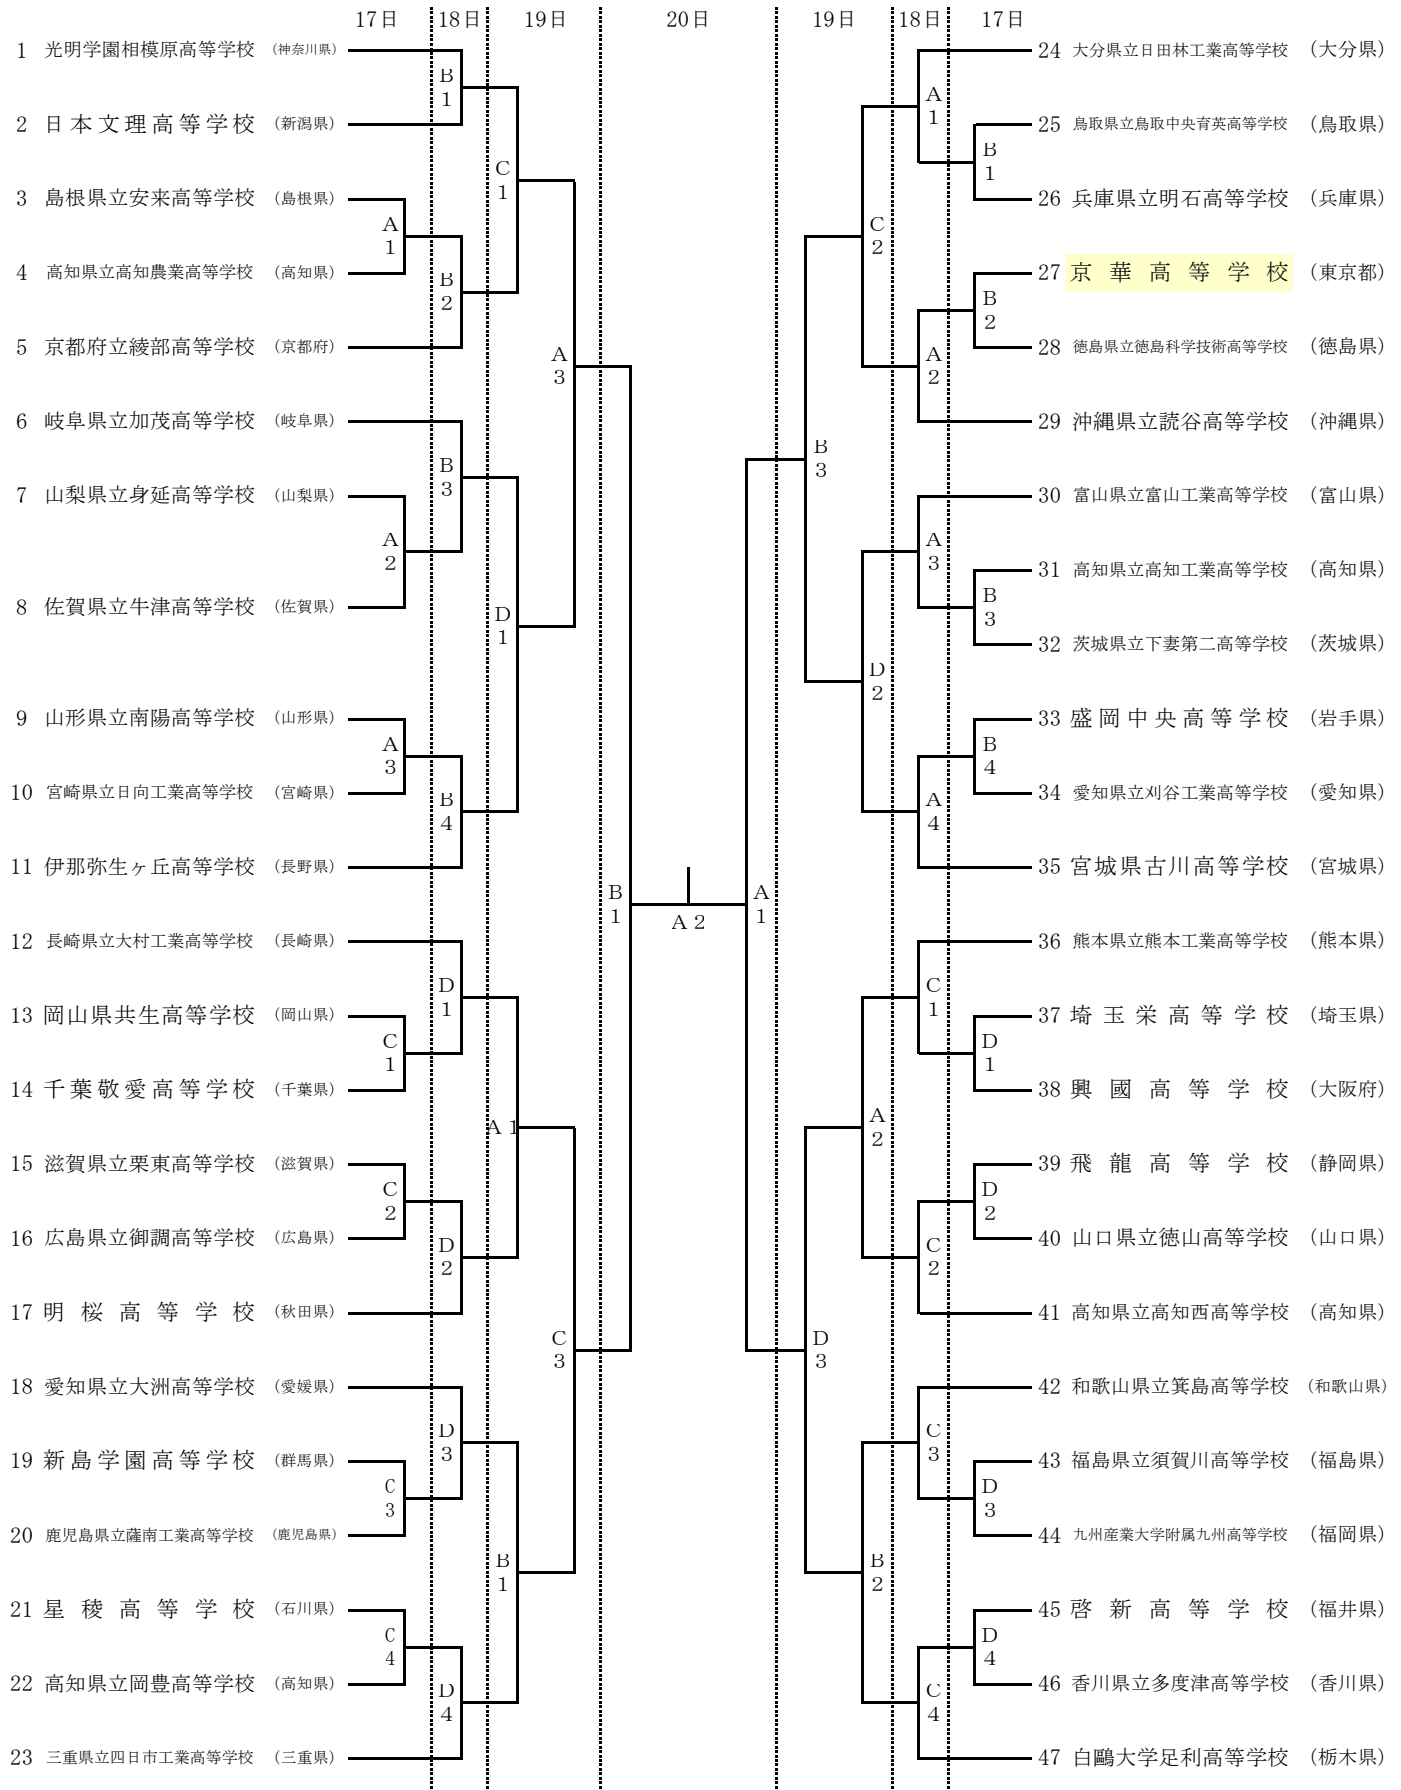 17日 18日 19日 20日 19日 18日 17日
1 光明学園相模原高等学校 （神奈川県）
2 日本文理高等学校 （新潟県）
3 島根県立安来高等学校 （島根県）
4 高知県立高知農業高等学校 （高知県）
5 京都府立綾部高等学校 （京都府）
6 岐阜県立加茂高等学校 （岐阜県）
7 山梨県立身延高等学校 （山梨県）
8 佐賀県立牛津高等学校 （佐賀県）
9 山形県立南陽高等学校 （山形県）
10 宮崎県立日向工業高等学校 （宮崎県）
11 伊那弥生ヶ丘高等学校 （長野県）
12 長崎県立大村工業高等学校 （長崎県）
13 岡山県共生高等学校 （岡山県）
14 千葉敬愛高等学校 （千葉県）
15 滋賀県立栗東高等学校 （滋賀県）
16 広島県立御調高等学校 （広島県）
17 明桜高等学校 （秋田県）
18 愛知県立大洲高等学校 （愛媛県）
19 新島学園高等学校 （群馬県）
20 鹿児島県立薩南工業高等学校 （鹿児島県）
21 星稜高等学校 （石川県）
22 高知県立岡豊高等学校 （高知県）
23 三重県立四日市工業高等学校 （三重県）
A 1
A 2
A 3
C 1
C 2
C 3
C 4
B 1
B 2
B 3
B 4
D 1
D 2
D 3
D 4
C 1
D 1
A 1
B 1
A 3
C 3
B 1
A 2
A 1
B 3
D 3
C 2
D 2
A 2
B 2
A 1
A 2
A 3
A 4
C 1
C 2
C 3
C 4
B 1
B 2
B 3
B 4
D 1
D 2
D 3
D 4
24 大分県立日田林工業高等学校 （大分県）
25 鳥取県立鳥取中央育英高等学校 （鳥取県）
26 兵庫県立明石高等学校 （兵庫県）
27 京華高等学校 （東京都）
28 徳島県立徳島科学技術高等学校 （徳島県）
29 沖縄県立読谷高等学校 （沖縄県）
30 富山県立富山工業高等学校 （富山県）
31 高知県立高知工業高等学校 （高知県）
32 茨城県立下妻第二高等学校 （茨城県）
33 盛岡中央高等学校 （岩手県）
34 愛知県立刈谷工業高等学校 （愛知県）
35 宮城県古川高等学校 （宮城県）
36 熊本県立熊本工業高等学校 （熊本県）
37 埼玉栄高等学校 （埼玉県）
38 興國高等学校 （大阪府）
39 飛龍高等学校 （静岡県）
40 山口県立徳山高等学校 （山口県）
41 高知県立高知西高等学校 （高知県）
42 和歌山県立箕島高等学校 （和歌山県）
43 福島県立須賀川高等学校 （福島県）
44 九州産業大学附属九州高等学校 （福岡県）
45 啓新高等学校 （福井県）
46 香川県立多度津高等学校 （香川県）
47 白鷗大学足利高等学校 （栃木県）